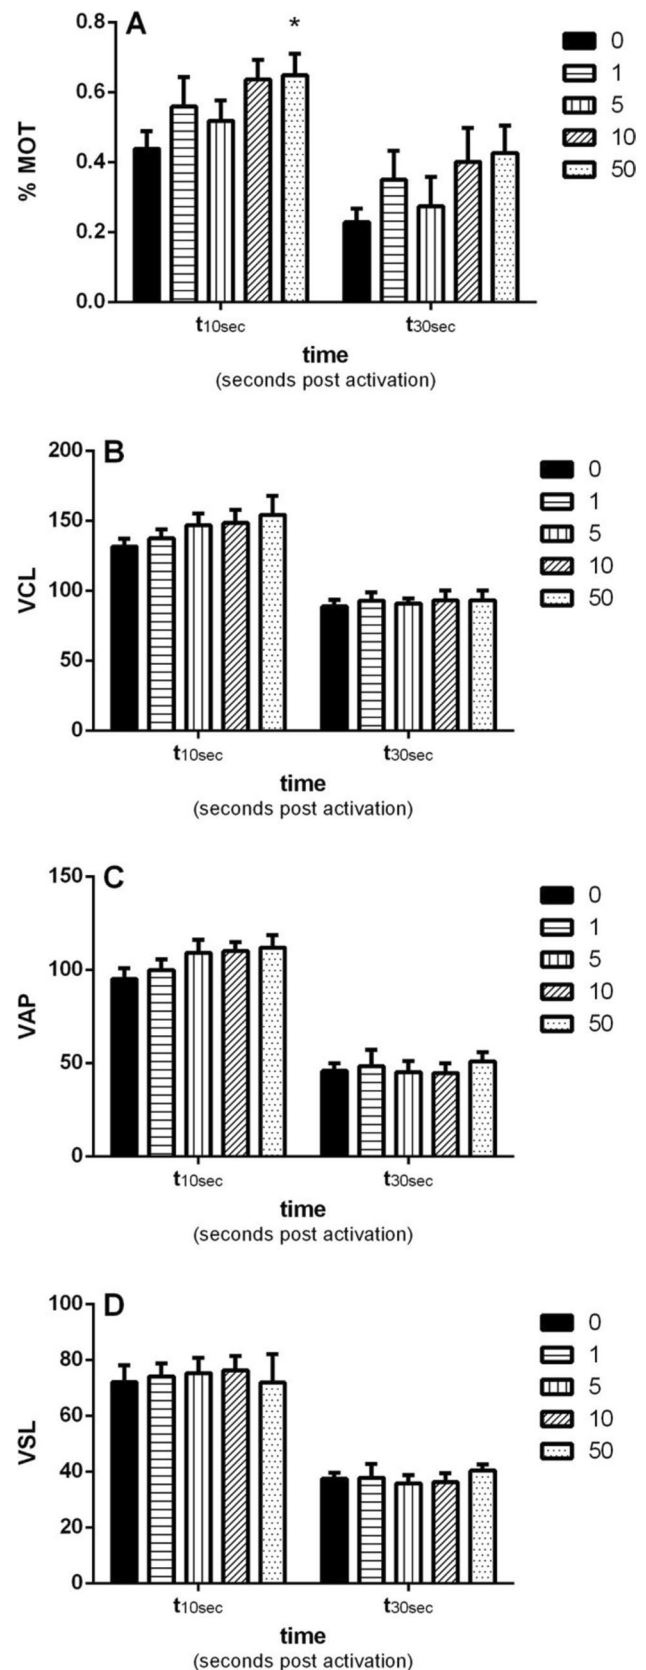 A
*
0.8
0.6
0.4
0.2
0.0
% MOT
t10sec
t30sec
time
(seconds post activation)
0
1
5
10
50
B
200
150
100
50
0
VCL
t10sec
t30sec
time
(seconds post activation)
0
1
5
10
50
C
150
100
50
0
VAP
t10sec
t30sec
time
(seconds post activation)
0
1
5
10
50
D
100
80
60
40
20
0
VSL
t10sec
t30sec
time
(seconds post activation)
0
1
5
10
50